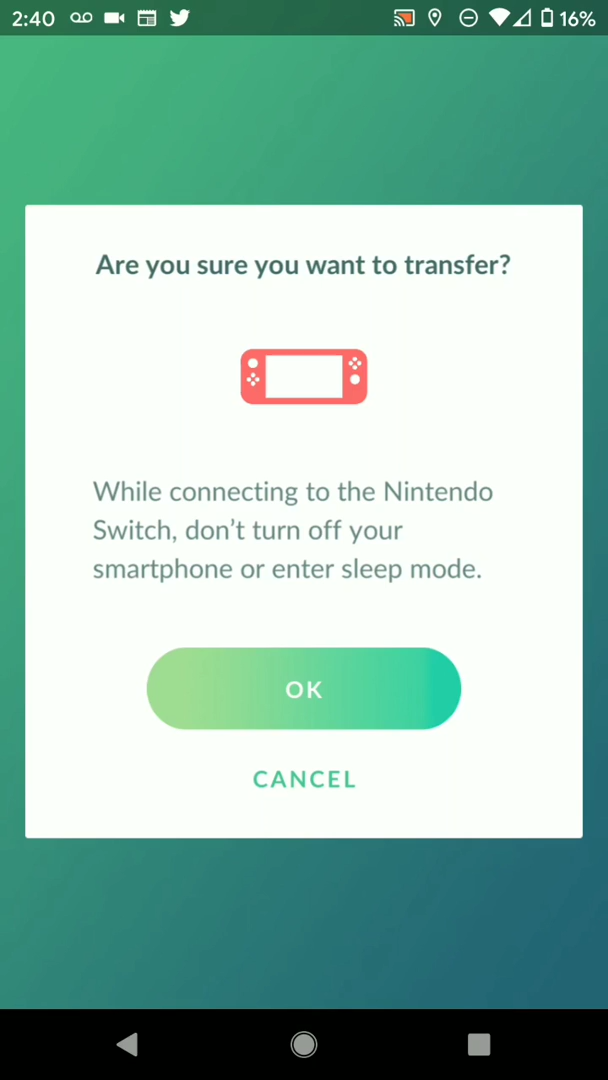 2:40
16%
Are you sure you want to transfer?
While connecting to the Nintendo
Switch, don't turn off your
smartphone or enter sleep mode.
OK
CANCEL